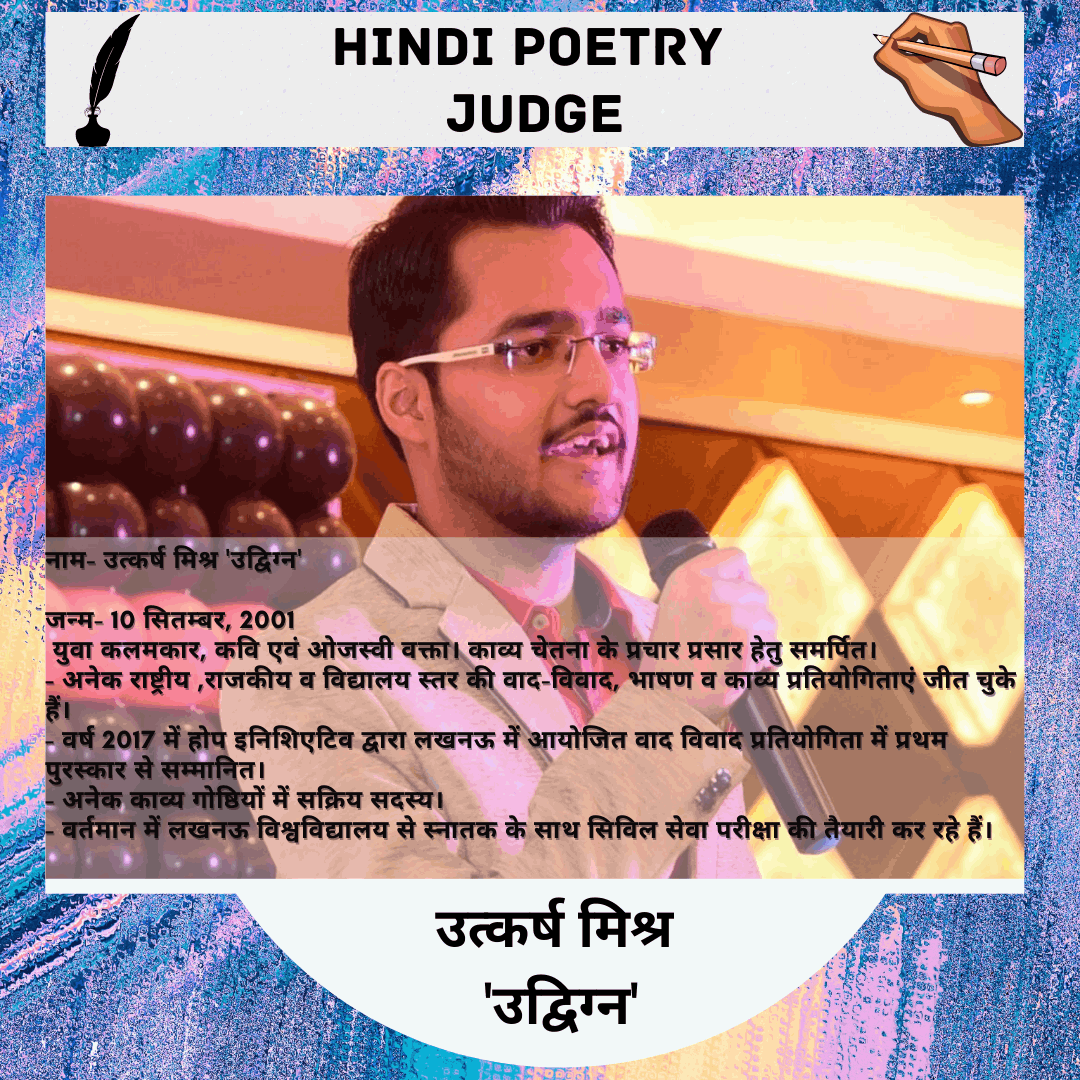 HINDI POETRY
JUDGE
नाम- उत्कर्ष मिश्र 'उद्विग्न'
जन्म- 10 सितम्बर, 2001
युवा कलमकार, कवि एवं ओजस्वी वक्ता। काव्य चेतना के प्रचार प्रसार हेतु समर्पित।
- अनेक राष्ट्रीय ,राजकीय व विद्यालय स्तर की वाद-विवाद, भाषण व काव्य प्रतियोगिताएं जीत चुके
हैं।
- वर्ष 2017 में होप इनिशिएटिव द्वारा लखनऊ में आयोजित वाद विवाद प्रतियोगिता में प्रथम
पुरस्कार से सम्मानित।
- अनेक काव्य गोष्ठियों में सक्रिय सदस्य।
- वर्तमान में लखनऊ विश्वविद्यालय से स्नातक के साथ सिविल सेवा परीक्षा की तैयारी कर रहे हैं।
उत्कर्ष मिश्र
'उद्विग्न'